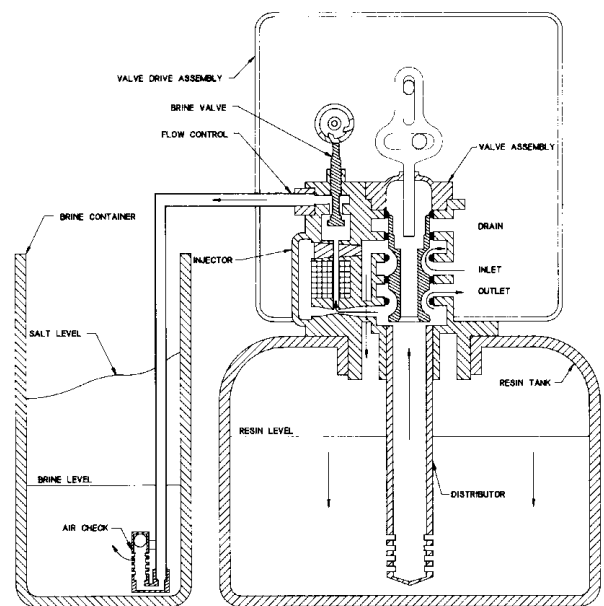 VALVE DRIVE ASSEMBLY
BRINE VALVE
FLOW CONTROL
VALVE ASSEMBLY
BRINE CONTAINER
DRAIN
INJECTOR
INLET
OUTLET
SALT LEVEL
RESIN TANK
RESIN LEVEL
BRINE LEVEL
DISTRIBUTOR
AIR CHECK